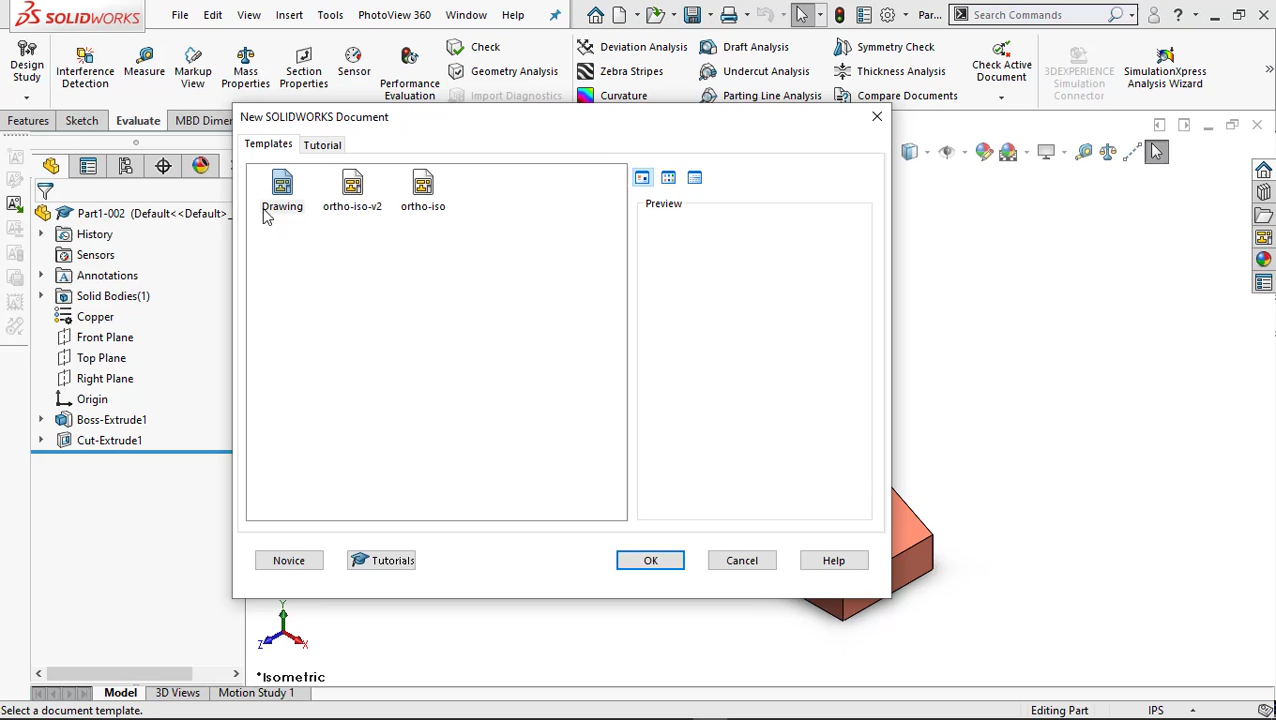 SOLIDWORKS File Edit View Insert Tools PhotoView 360 Window Help Par... Search Commands
Design Study
Interference Detection
Measure
Markup View
Mass Properties
Section Properties
Sensor
Performance Evaluation
Check
Geometry Analysis
Import Diagnostics
Deviation Analysis
Zebra Stripes
Curvature
Draft Analysis
Undercut Analysis
Parting Line Analysis
Symmetry Check
Thickness Analysis
Compare Documents
Check Active Document
3DEXPERIENCE Simulation Connector
SimulationXpress Analysis Wizard
Features Sketch Evaluate MBD Dimen
Part1-002 (Default<<Default>_
History
Sensors
Annotations
Solid Bodies(1)
Copper
Front Plane
Top Plane
Right Plane
Origin
Boss-Extrude1
Cut-Extrude1
New SOLIDWORKS Document
Templates Tutorial
Drawing ortho-iso-v2 ortho-iso
Preview
Novice Tutorials OK Cancel Help
Y
Z X
*Isometric
Model 3D Views Motion Study 1
Select a document template. Editing Part IPS